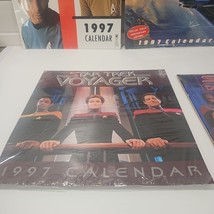 1997
CALENDAR
1997 Calendar
STAR TREK
VOYAGER
1997 CALENDAR